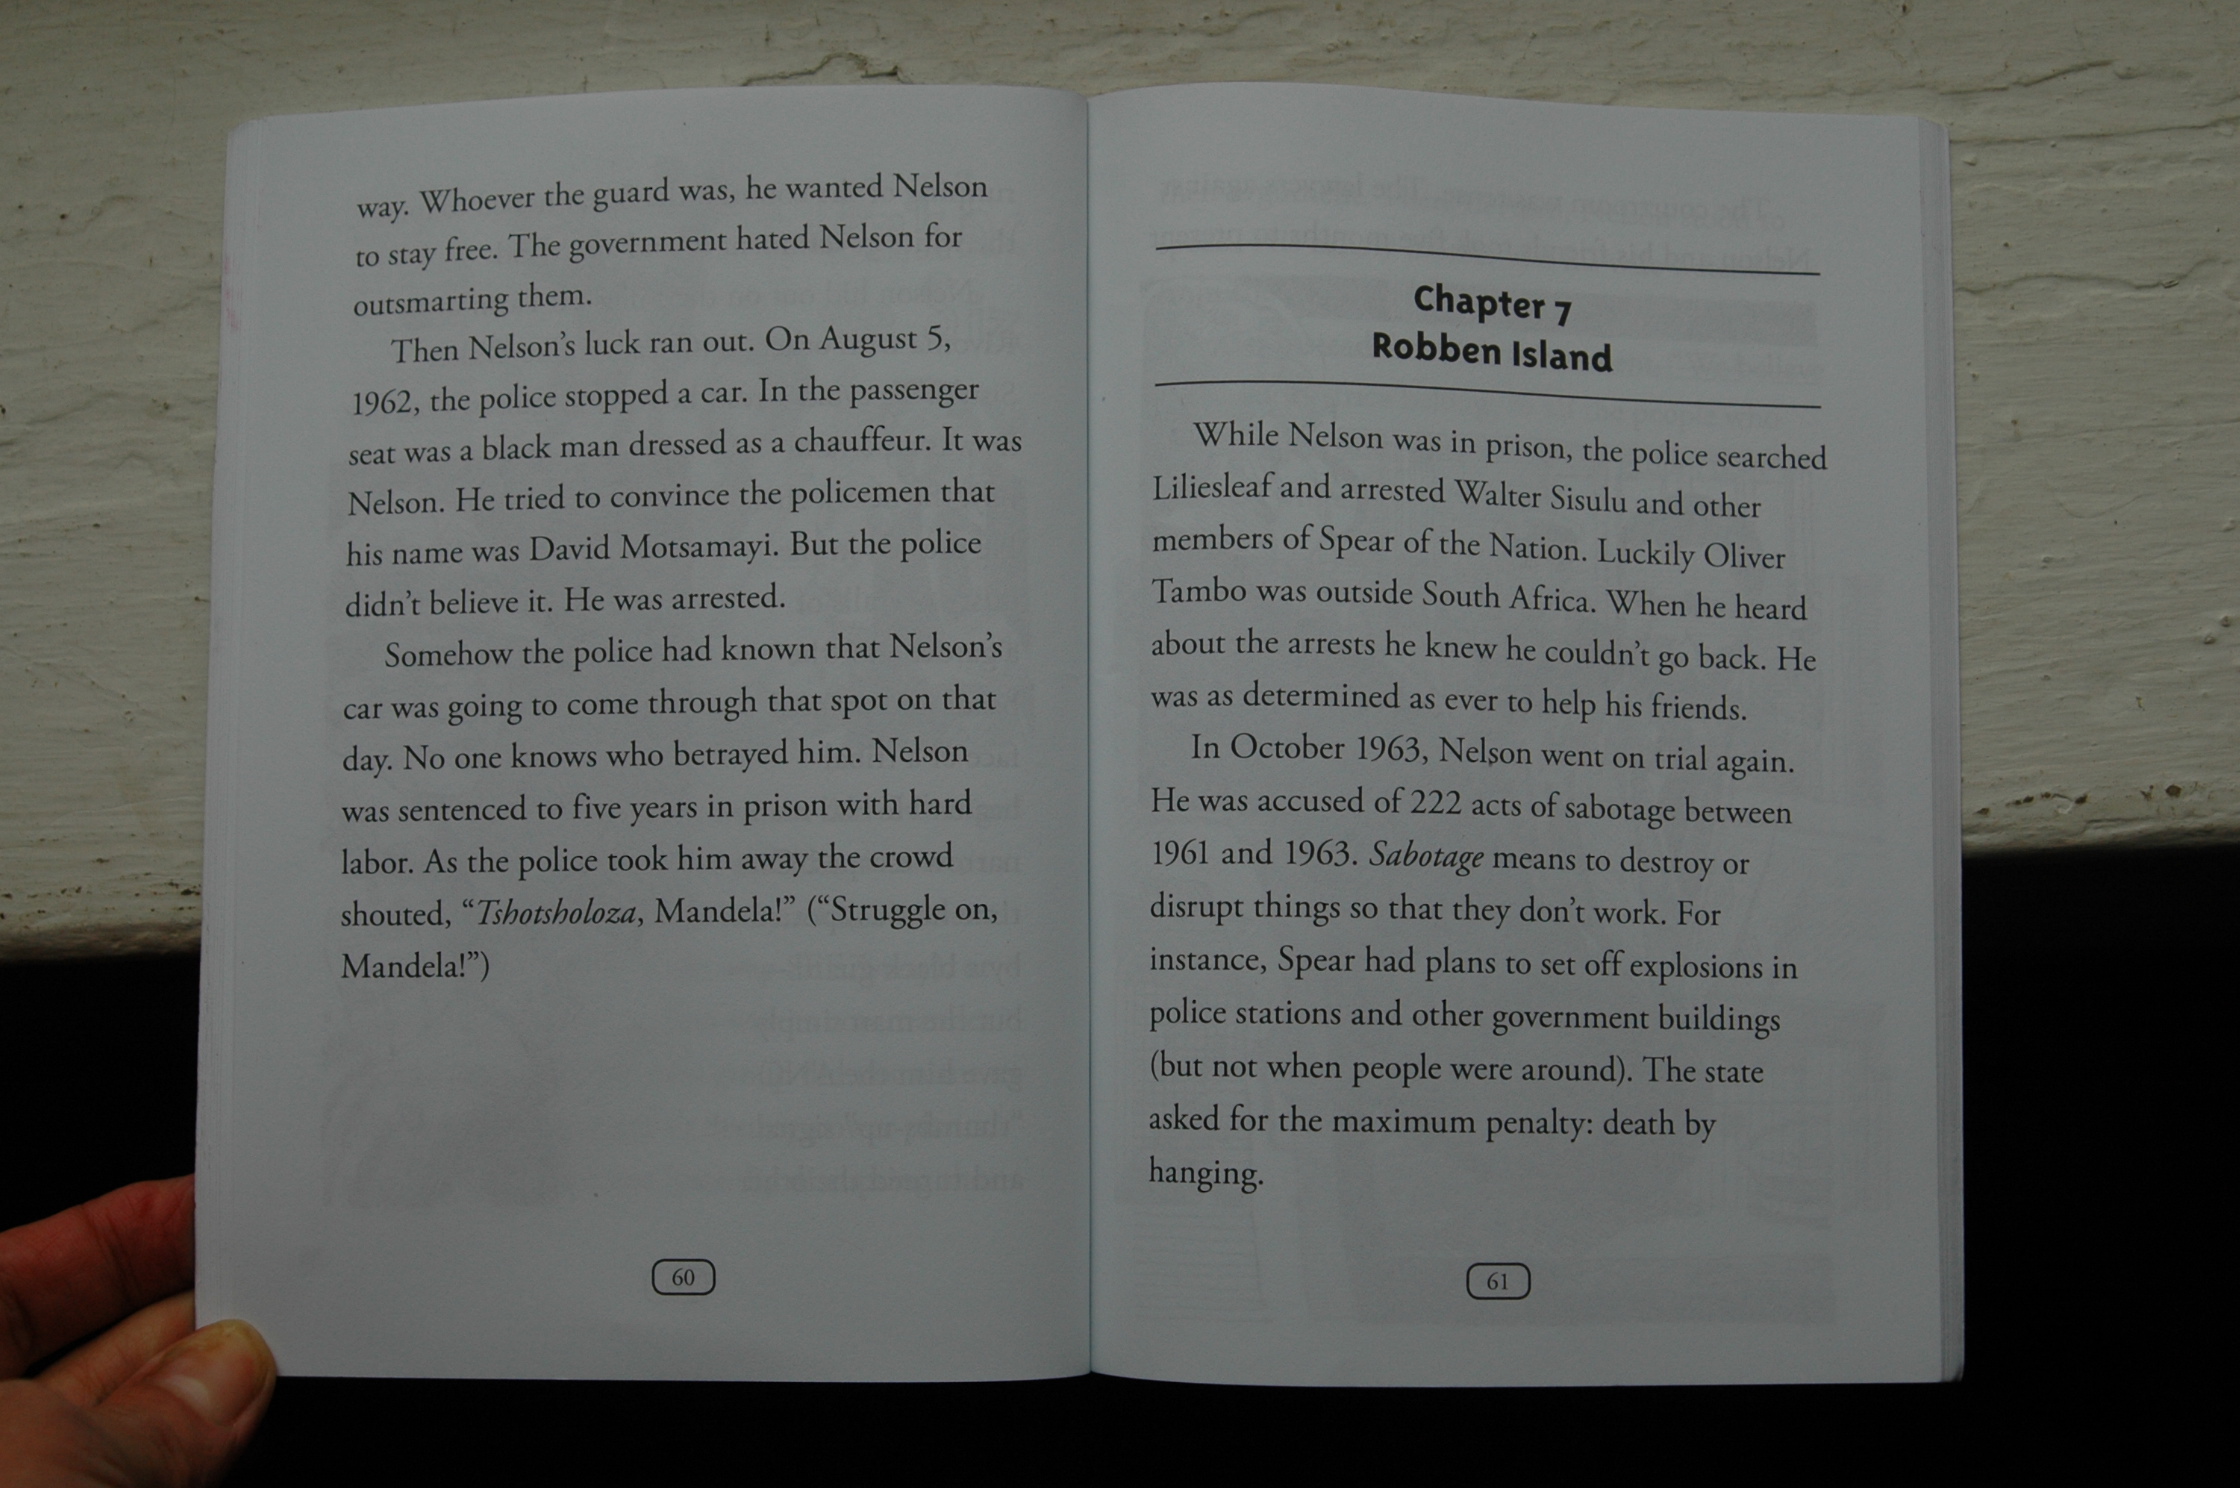 way. Whoever the guard was, he wanted Nelson
to stay free. The government hated Nelson for
outsmarting them.
Then Nelson's luck ran out. On August 5,
1962, the police stopped a car. In the passenger
seat was a black man dressed as a chauffeur. It was
Nelson. He tried to convince the policemen that
his name was David Motsamayi. But the police
didn't believe it. He was arrested.
Somehow the police had known that Nelson's
car was going to come through that spot on that
day. No one knows who betrayed him. Nelson
was sentenced to five years in prison with hard
labor. As the police took him away the crowd
shouted, “Tshotsholoza, Mandela!” (“Struggle on,
Mandela!”)
60
Chapter 7
Robben Island
While Nelson was in prison, the police searched
Liliesleaf and arrested Walter Sisulu and other
members of Spear of the Nation. Luckily Oliver
Tambo was outside South Africa. When he heard
about the arrests he knew he couldn't go back. He
was as determined as ever to help his friends.
In October 1963, Nelson went on trial again.
He was accused of 222 acts of sabotage between
1961 and 1963. Sabotage means to destroy or
disrupt things so that they don't work. For
instance, Spear had plans to set off explosions in
police stations and other government buildings
(but not when people were around). The state
asked for the maximum penalty: death by
hanging.
61